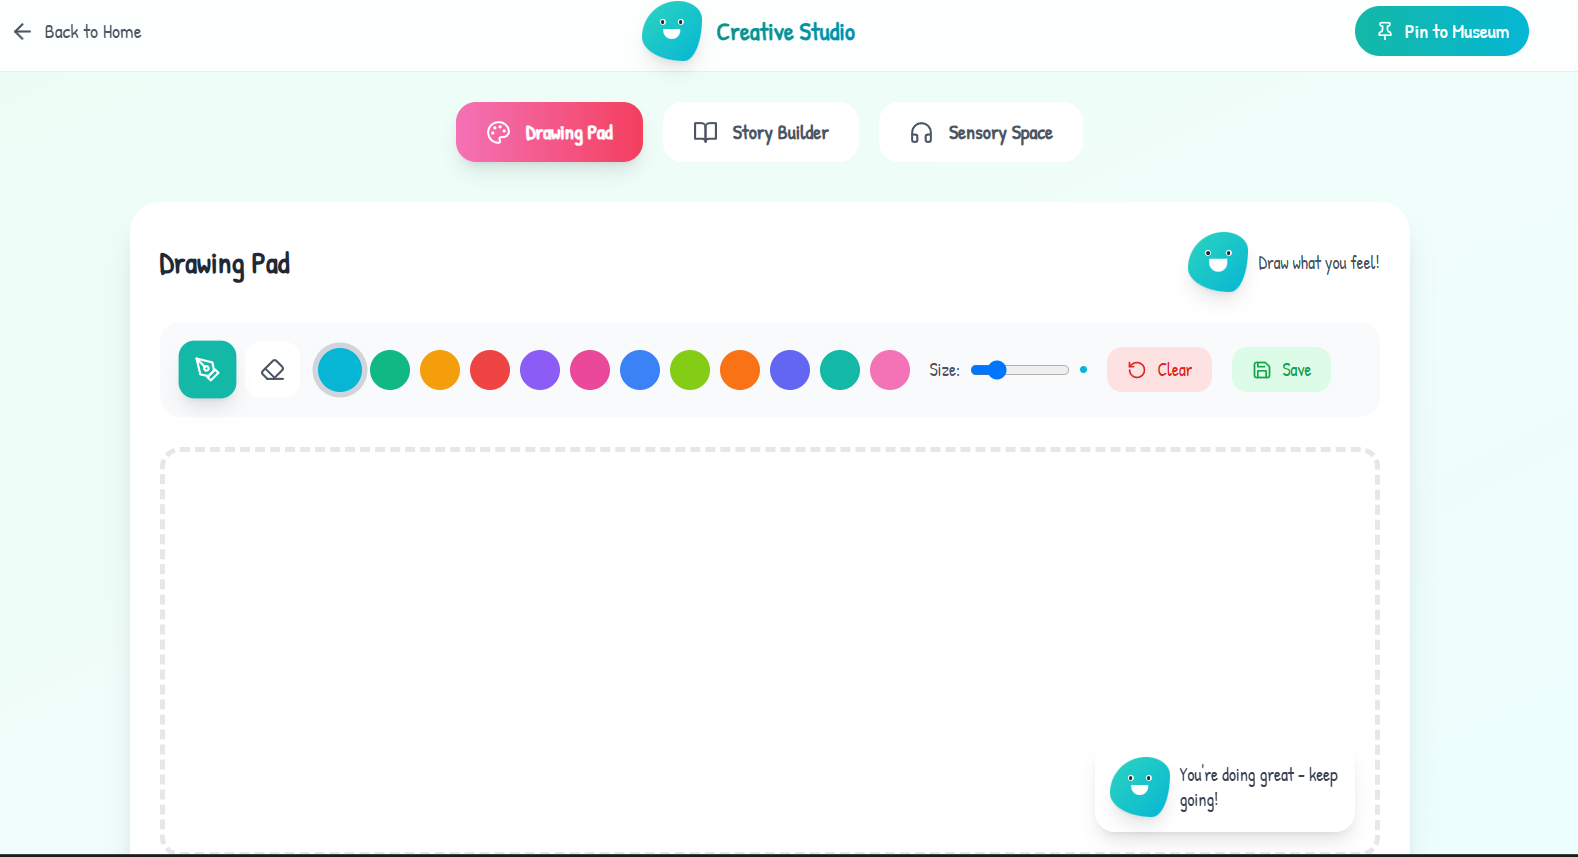 Back to Home
Creative Studio
Pin to Museum
Drawing Pad
Story Builder
Sensory Space
Drawing Pad
Draw what you feel!
Size:
Clear
Save
You're doing great - keep
going!